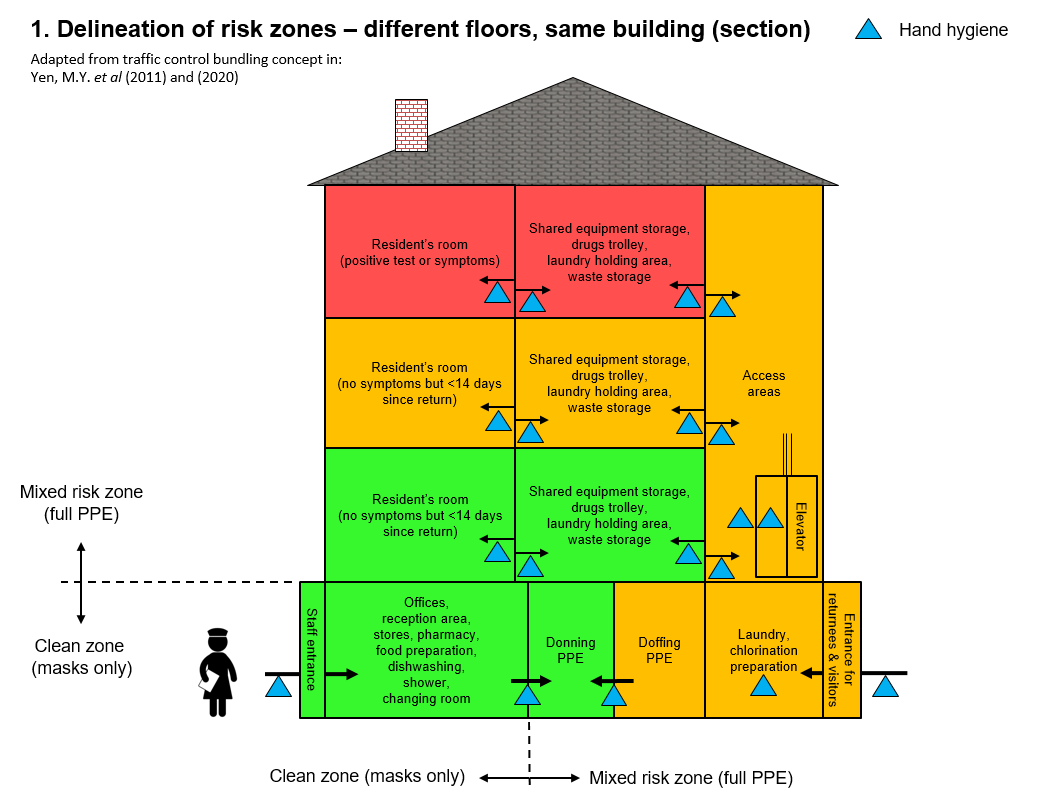 1. Delineation of risk zones – different floors, same building (section)
Hand hygiene
Adapted from traffic control bundling concept in:
Yen, M.Y. et al (2011) and (2020)
Resident's room
(positive test or symptoms)
Shared equipment storage,
drugs trolley,
laundry holding area,
waste storage
Resident's room
(no symptoms but <14 days
since return)
Shared equipment storage,
drugs trolley,
laundry holding area,
waste storage
Access
areas
Resident's room
(no symptoms but <14 days
since return)
Shared equipment storage,
drugs trolley,
laundry holding area,
waste storage
Elevator
Mixed risk zone
(full PPE)
Clean zone
(masks only)
Staff entrance
Offices,
reception area,
stores, pharmacy,
food preparation,
dishwashing,
shower,
changing room
Donning
PPE
Doffing
PPE
Laundry,
chlorination
preparation
Entrance for
returnees & visitors
Clean zone (masks only)
Mixed risk zone (full PPE)